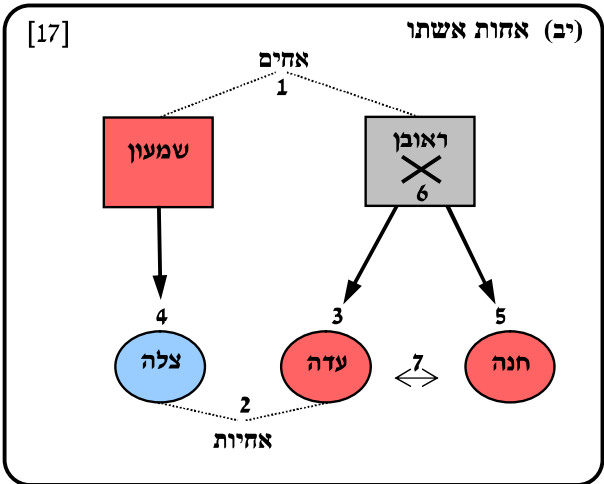 (יב) אחות אשתו
[17]
אחים
1
שמעון
ראובן
6
4
3
5
צלה
עדה
7
חנה
2
אחיות